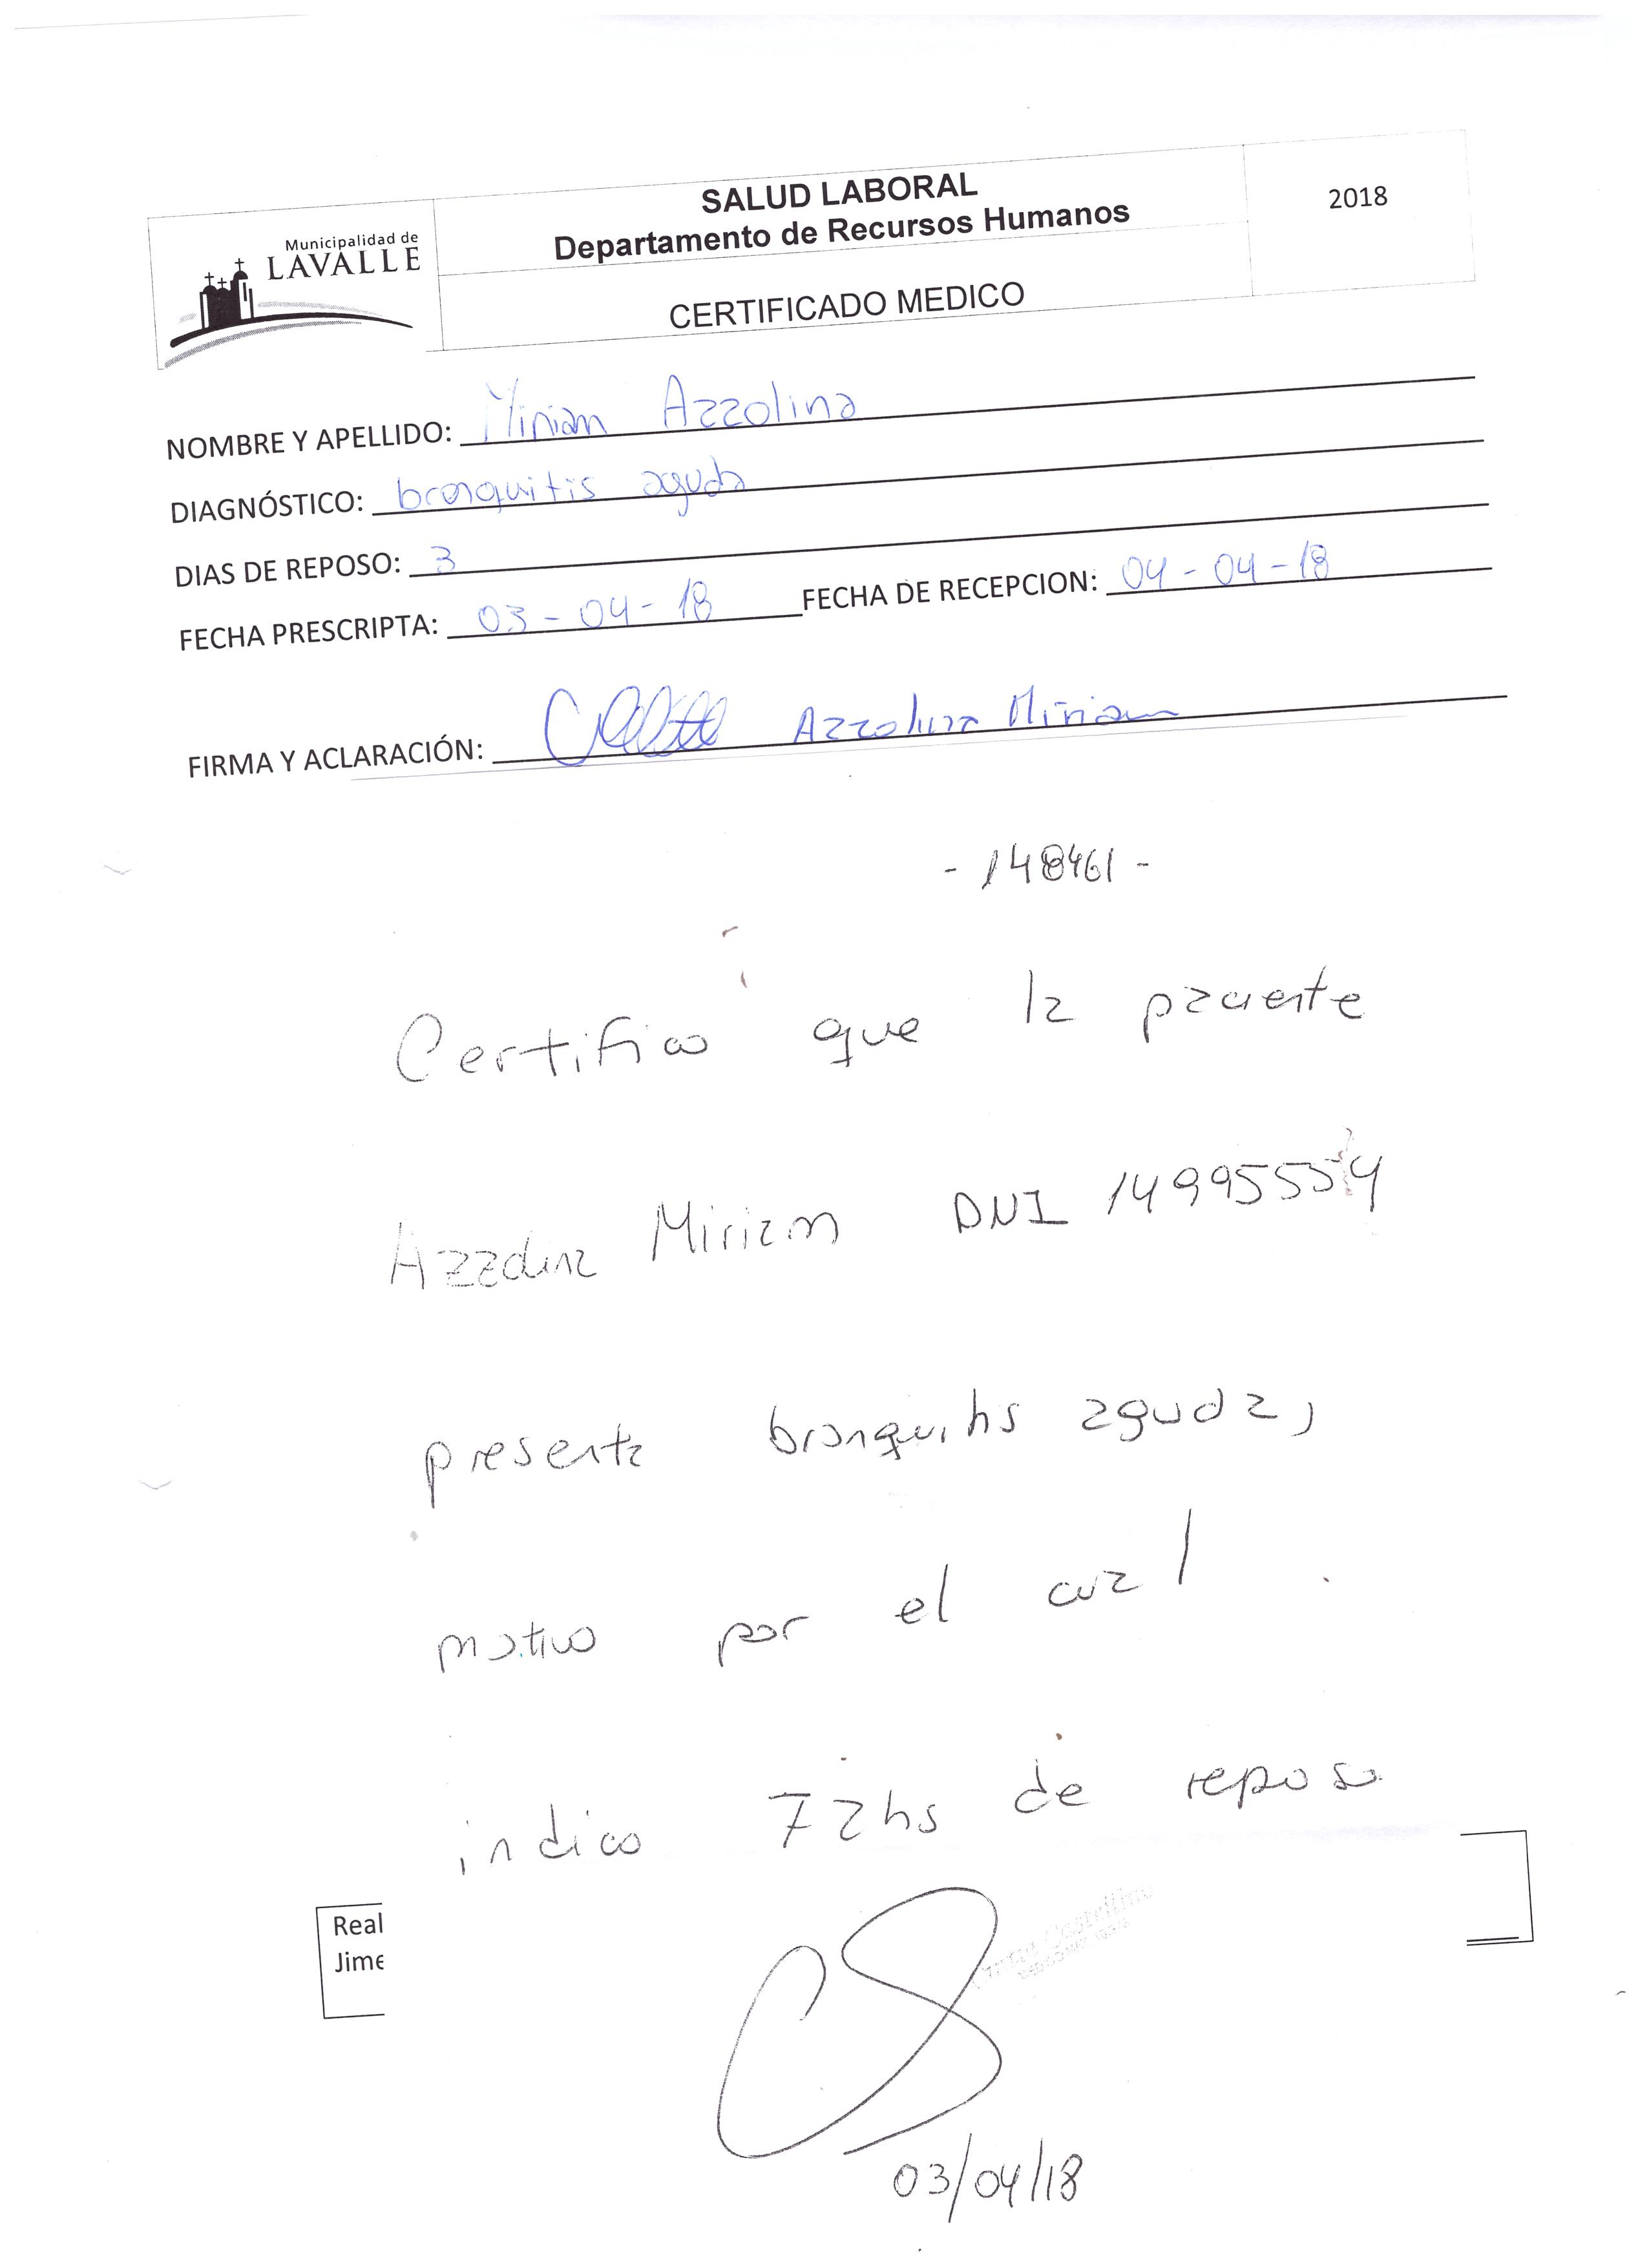 Municipalidad de
LAVALLE
SALUD LABORAL
Departamento de Recursos Humanos
CERTIFICADO MEDICO
2018
NOMBRE Y APELLIDO: Miriam Azzolina
DIAGNÓSTICO: bronquitis aguda
DIAS DE REPOSO: 3
FECHA PRESCRIPTA: 03-04-18 FECHA DE RECEPCION: 04-04-18
FIRMA Y ACLARACIÓN: Azzolina Miriam
- 148461 -
Certifico que la paciente
Azzolina Miriam DNI 14995554
presenta bronquitis aguda,
motivo por el cual
indico 72hs de reposo
Real
Jime
03/04/18